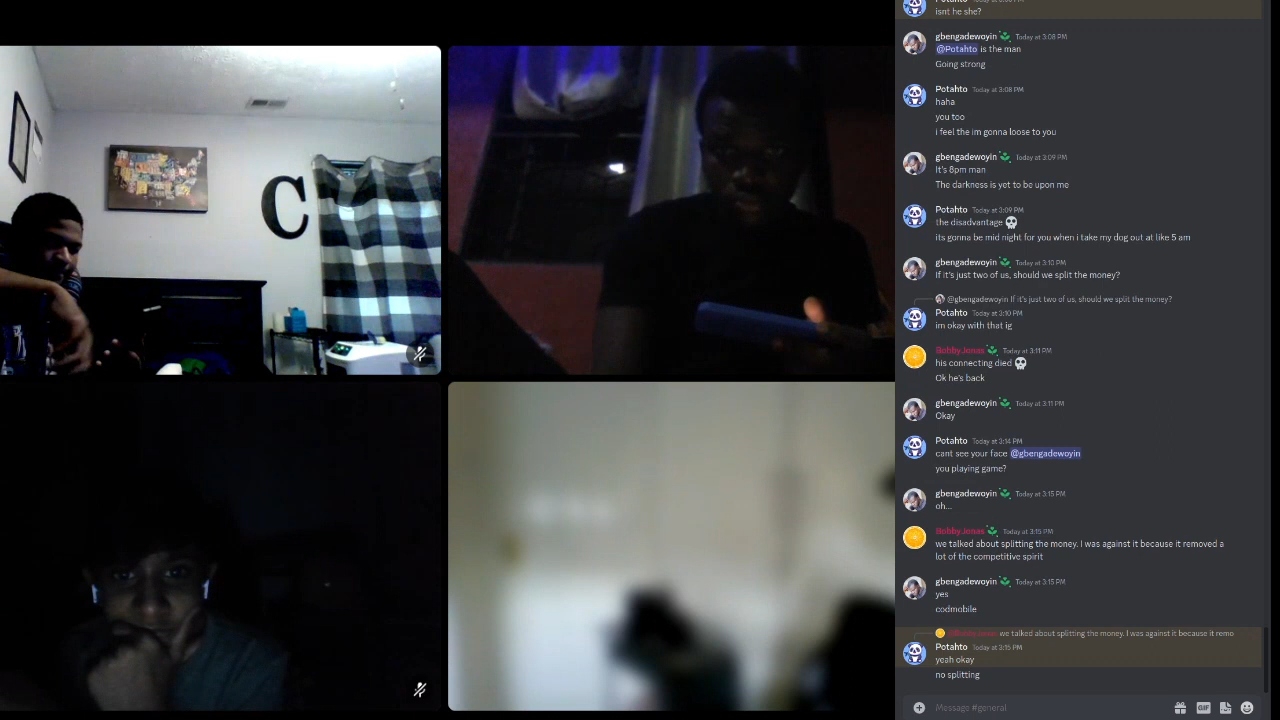 isnt he she?
gbengadewoyin Today at 3:08 PM
@Potahto is the man
Going strong
Potahto Today at 3:08 PM
haha
you too
i feel the im gonna loose to you
gbengadewoyin Today at 3:09 PM
It's 8pm man
The darkness is yet to be upon me
Potahto Today at 3:09 PM
the disadvantage 💀
its gonna be mid night for you when i take my dog out at like 5 am
gbengadewoyin Today at 3:10 PM
If it's just two of us, should we split the money?
@gbengadewoyin If it's just two of us, should we split the money?
Potahto Today at 3:10 PM
im okay with that ig
BobbyJonas Today at 3:11 PM
his connecting died 💀
Ok he's back
gbengadewoyin Today at 3:11 PM
Okay
Potahto Today at 3:14 PM
cant see your face @gbengadewoyin
you playing game?
gbengadewoyin Today at 3:15 PM
oh...
BobbyJonas Today at 3:15 PM
we talked about splitting the money. I was against it because it removed a
lot of the competitive spirit
gbengadewoyin Today at 3:15 PM
yes
codmobile
we talked about splitting the money. I was against it because it remo
Potahto Today at 3:15 PM
yeah okay
no splitting
Message #general
GIF
C